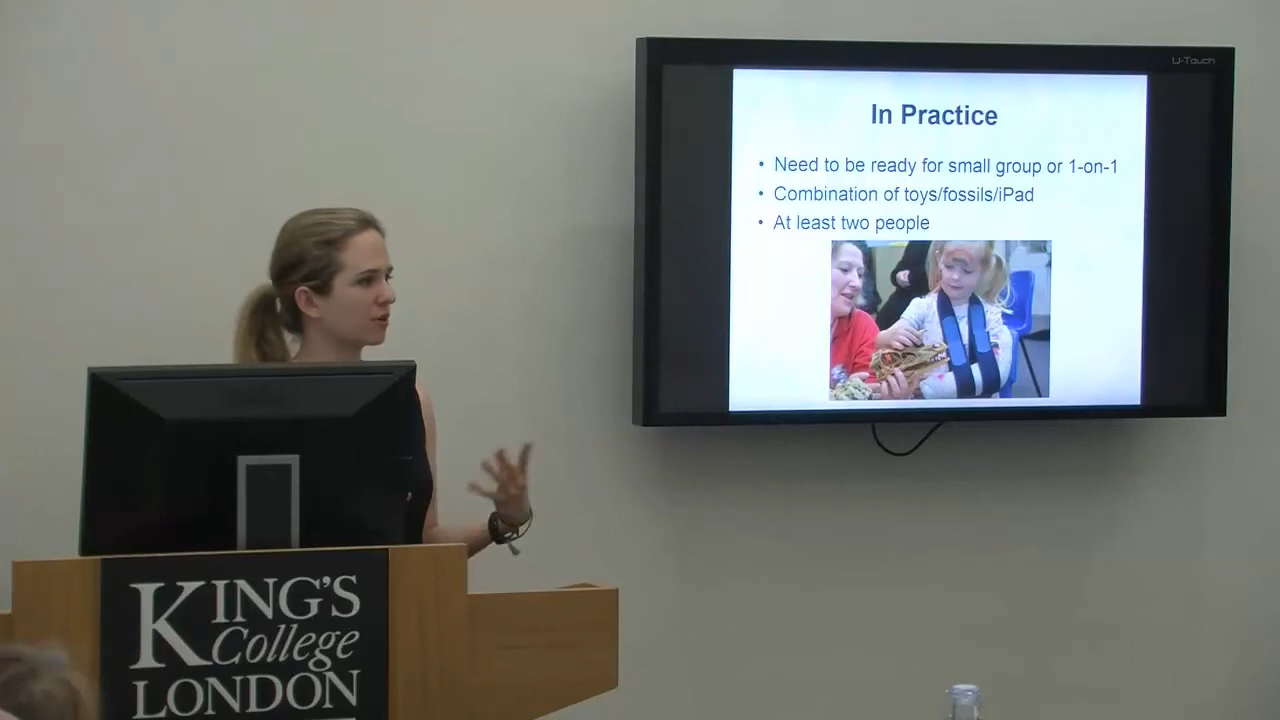 U-Touch
In Practice
• Need to be ready for small group or 1-on-1
• Combination of toys/fossils/iPad
• At least two people
KING'S
College
LONDON